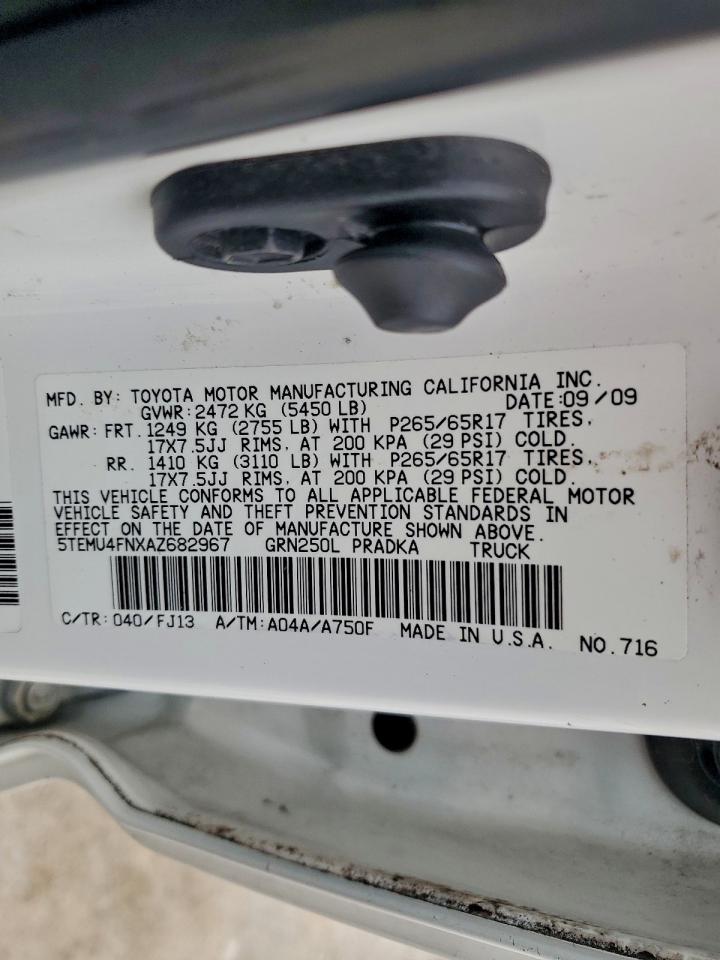 MFD. BY: TOYOTA MOTOR MANUFACTURING CALIFORNIA INC.
GVWR: 2472 KG (5450 LB) DATE: 09/09
GAWR: FRT. 1249 KG (2755 LB) WITH P265/65R17 TIRES,
17X7.5JJ RIMS, AT 200 KPA (29 PSI) COLD.
RR. 1410 KG (3110 LB) WITH P265/65R17 TIRES,
17X7.5JJ RIMS, AT 200 KPA (29 PSI) COLD.
THIS VEHICLE CONFORMS TO ALL APPLICABLE FEDERAL MOTOR
VEHICLE SAFETY AND THEFT PREVENTION STANDARDS IN
EFFECT ON THE DATE OF MANUFACTURE SHOWN ABOVE.
5TEMU4FNXAZ682967 GRN250L PRADKA TRUCK
C/TR: 040/FJ13 A/TM: A04A/A750F MADE IN U.S.A. NO. 716